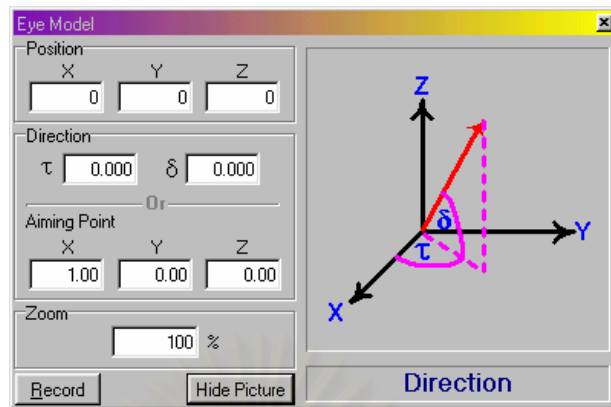 Eye Model
Position
X Y Z
0 0 0
Direction
τ 0.000 δ 0.000
Or
Aiming Point
X Y Z
1.00 0.00 0.00
Zoom
100 %
Record Hide Picture
Z
δ
Y
τ
X
Direction